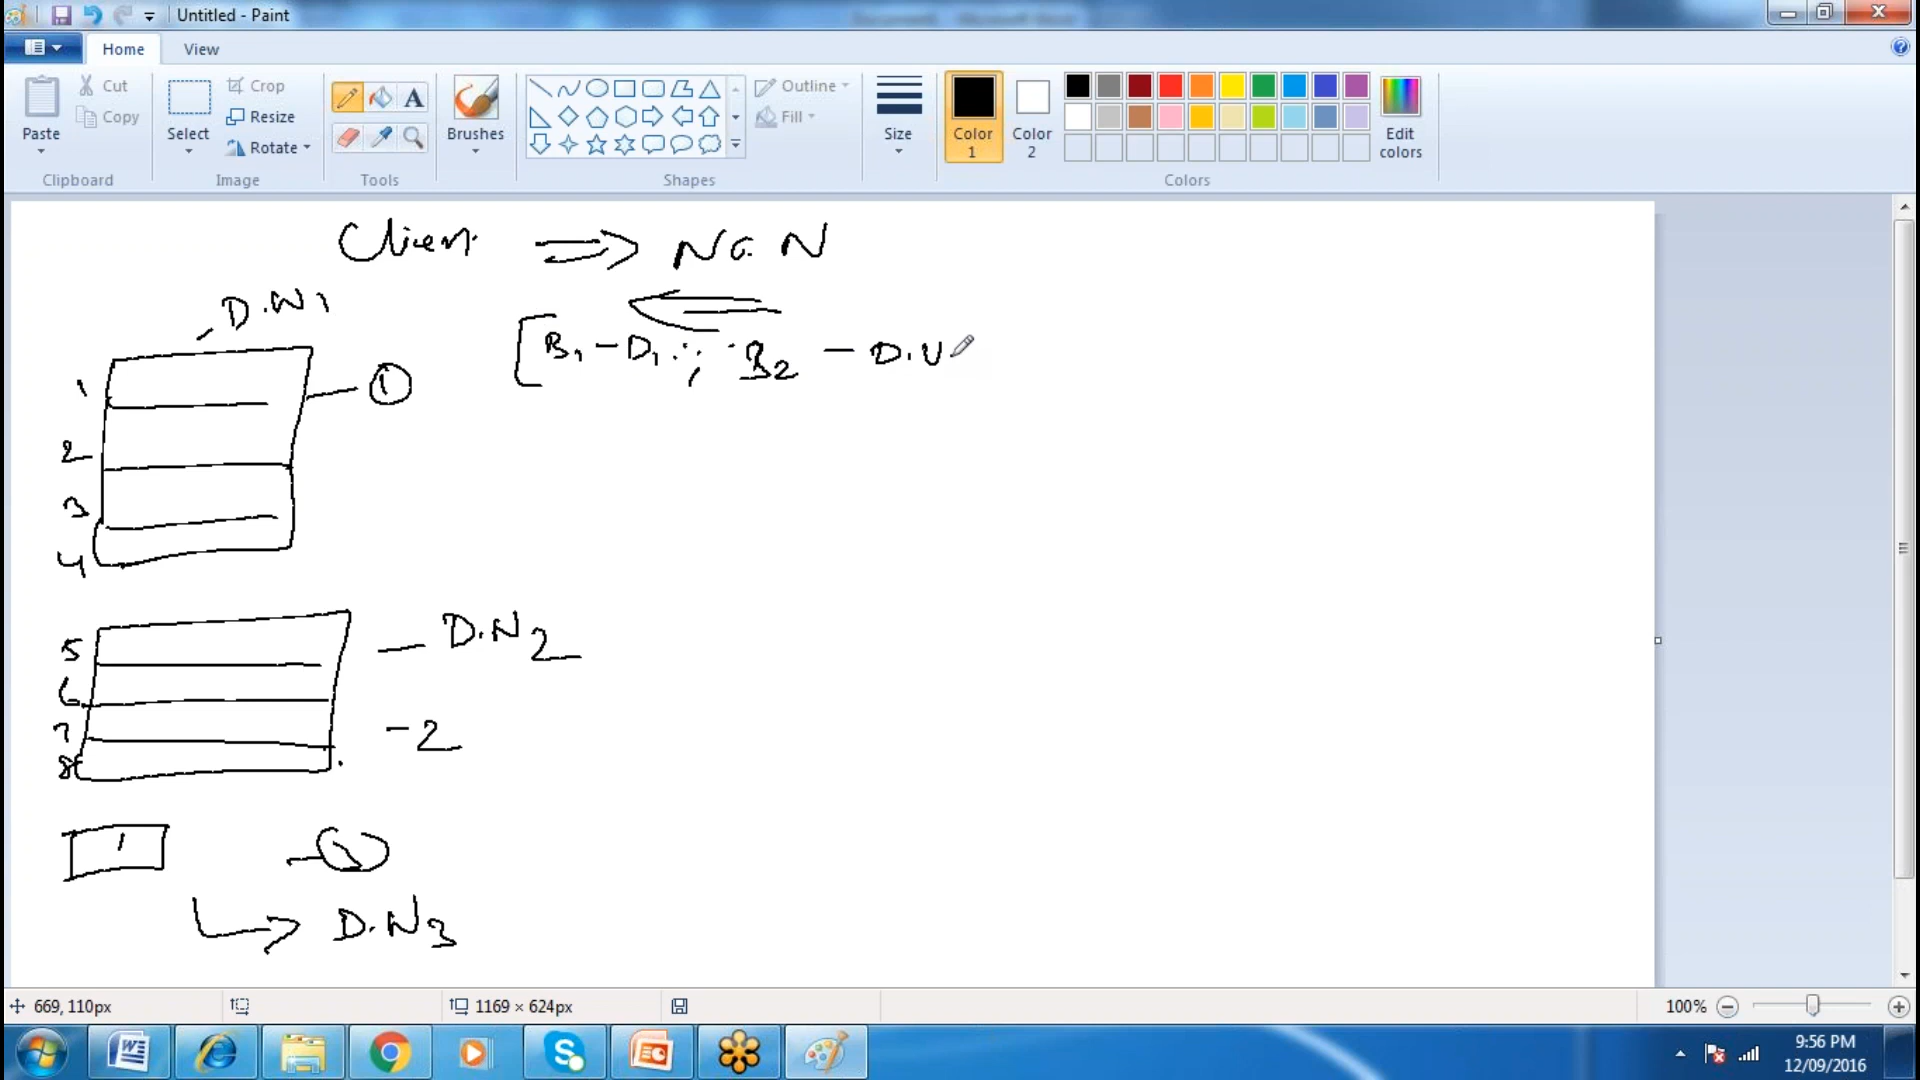 Untitled - Paint
Home
View
Paste
Cut
Copy
Clipboard
Select
Crop
Resize
Rotate
Image
A
Tools
Brushes
Shapes
Outline
Fill
Size
Color 1
Color 2
Edit colors
Colors
Client
D.N1
1
2
3
4
1
B1 - D1 ; B2 - D.N
5
6
7
8
D.N2
- 2
1
D.N3
669, 110px
1169 × 624px
100%
9:56 PM
12/09/2016